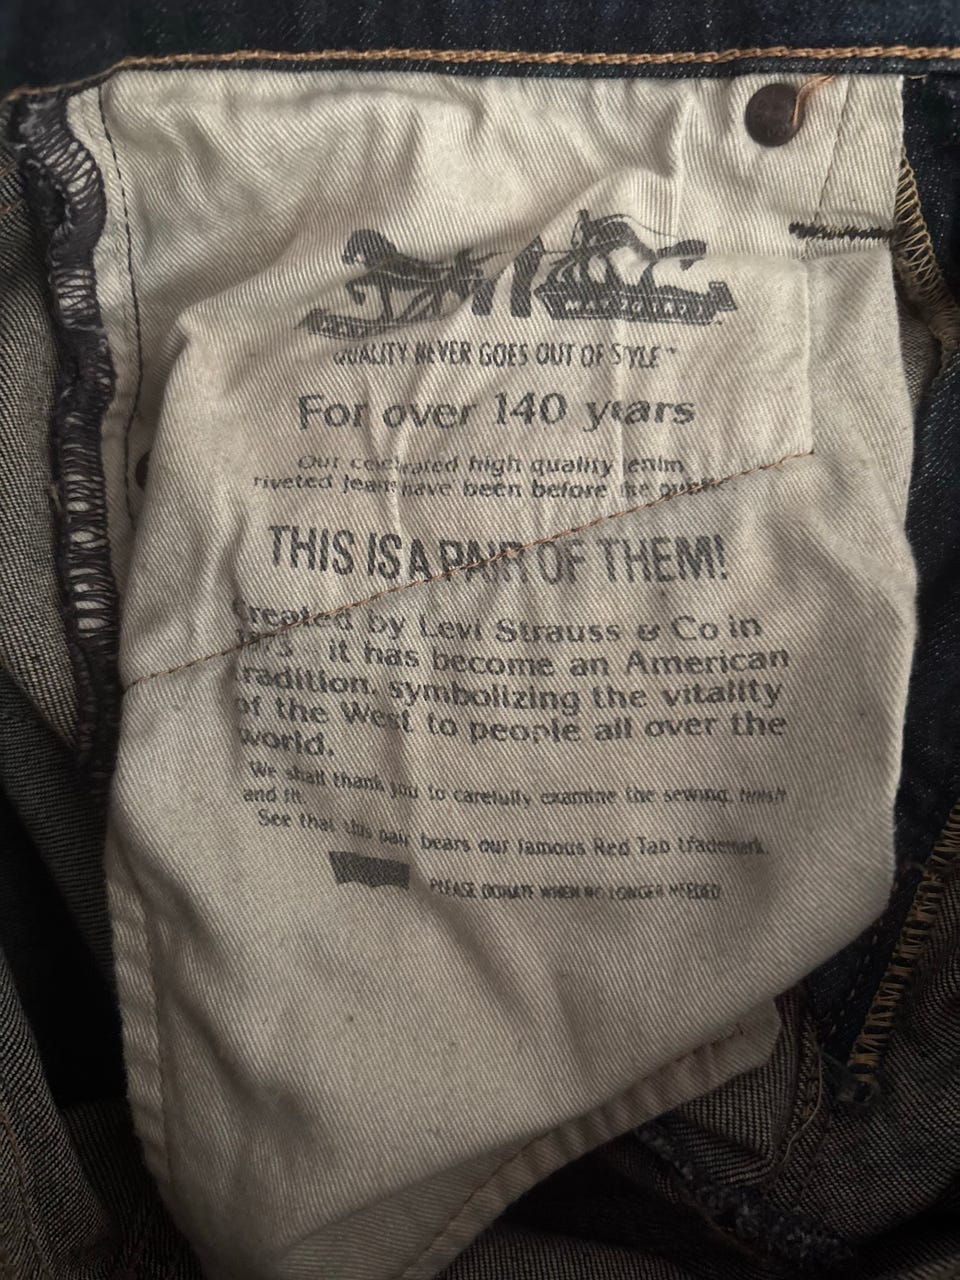 QUALITY NEVER GOES OUT OF STYLE™
For over 140 years
Our celebrated high quality denim
riveted jeans have been before the public.
THIS IS A PAIR OF THEM!
Created by Levi Strauss & Co in
1873 it has become an American
tradition, symbolizing the vitality
of the West to people all over the
world.
We shall thank you to carefully examine the sewing, finish
and fit.
See that this pair bears our famous Red Tab trademark.
PLEASE DONATE WHEN NO LONGER NEEDED